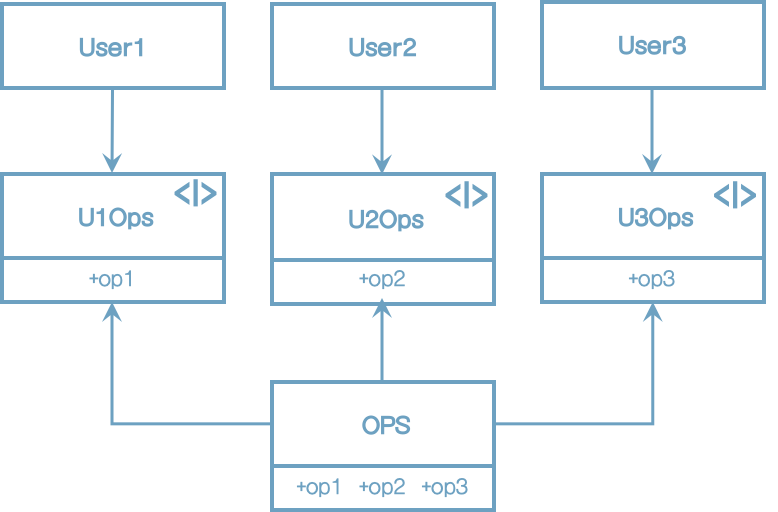 User1
User2
User3
<I>
U1Ops
<I>
U2Ops
<I>
U3Ops
+op1
+op2
+op3
OPS
+op1 +op2 +op3